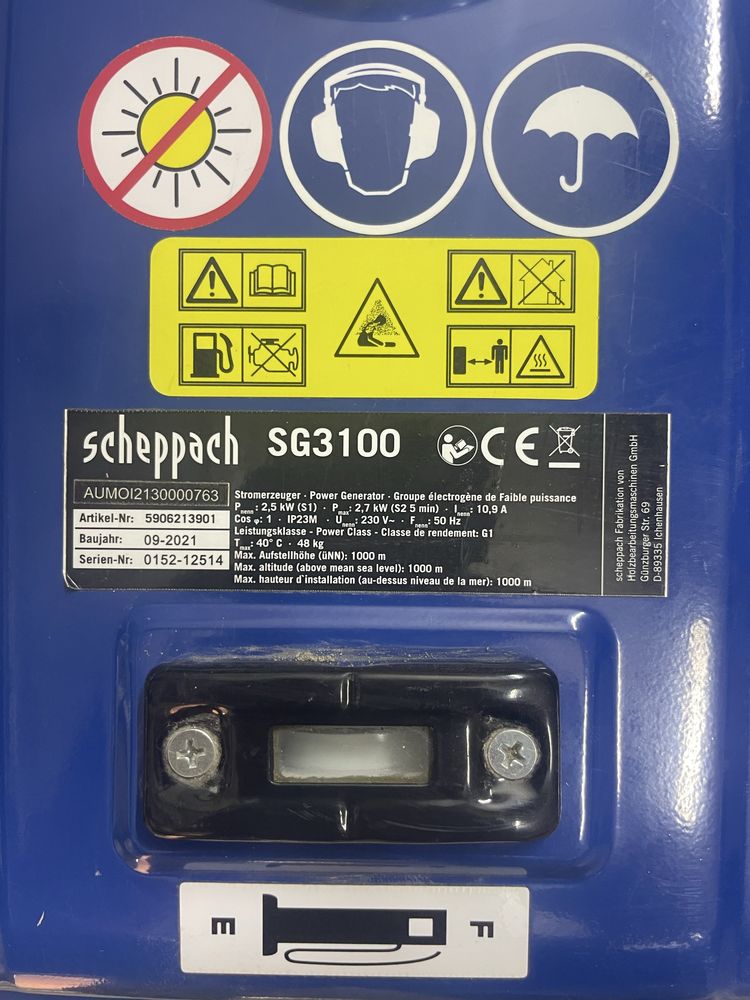 scheppach SG3100 CE
AUMOI2130000763
Artikel-Nr: 5906213901
Baujahr: 09-2021
Serien-Nr: 0152-12514
Stromerzeuger · Power Generator · Groupe électrogène de Faible puissance
Pnenn: 2,5 kW (S1) · Pmax: 2,7 kW (S2 5 min) · Inenn: 10,9 A
Cos φ: 1 · IP23M · Unenn: 230 V~ · Fnenn: 50 Hz
Leistungsklasse - Power Class - Classe de rendement: G1
Tmax: 40° C · 48 kg
Max. Aufstellhöhe (üNN): 1000 m
Max. altitude (above mean sea level): 1000 m
Max. hauteur d`installation (au-dessus niveau de la mer): 1000 m
scheppach Fabrikation von
Holzbearbeitungsmaschinen GmbH
Günzburger Str. 69
D-89335 Ichenhausen
E F